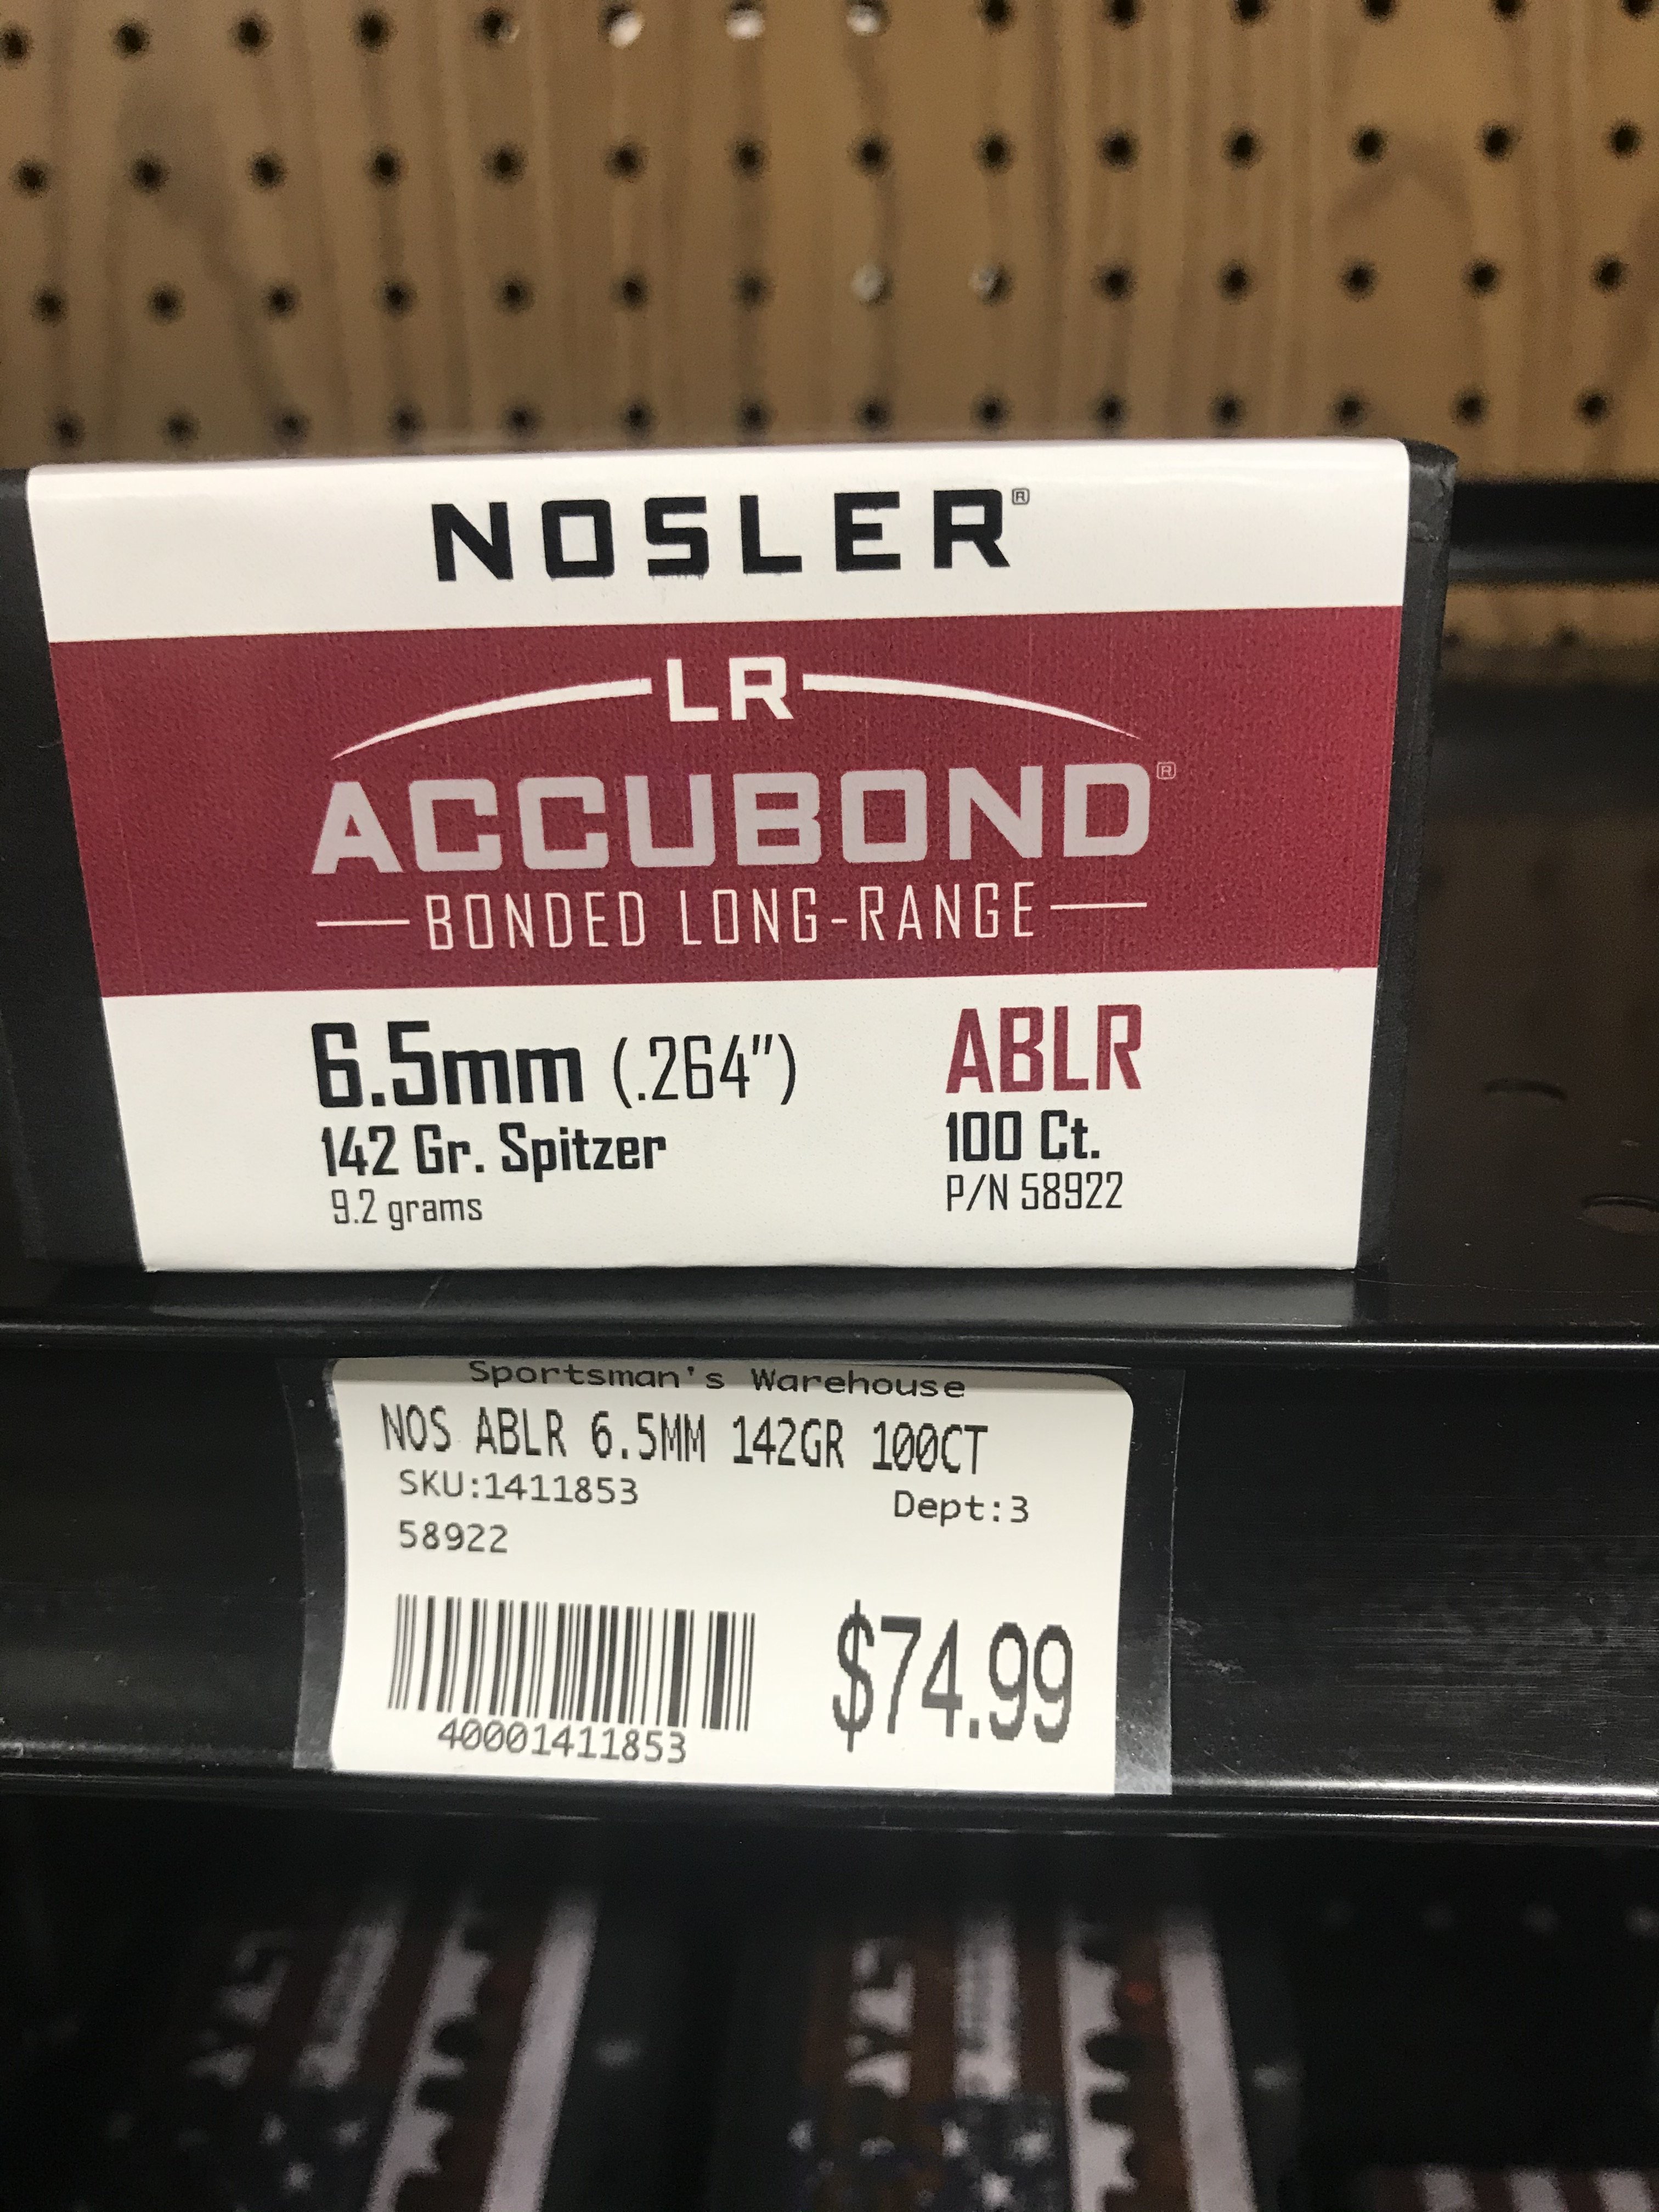 NOSLER®
LR
ACCUBOND®
BONDED LONG-RANGE
6.5mm (.264")
142 Gr. Spitzer
9.2 grams
ABLR
100 Ct.
P/N 58922
Sportsman's Warehouse
NOS ABLR 6.5MM 142GR 100CT
SKU:1411853
Dept:3
58922
$74.99
40001411853